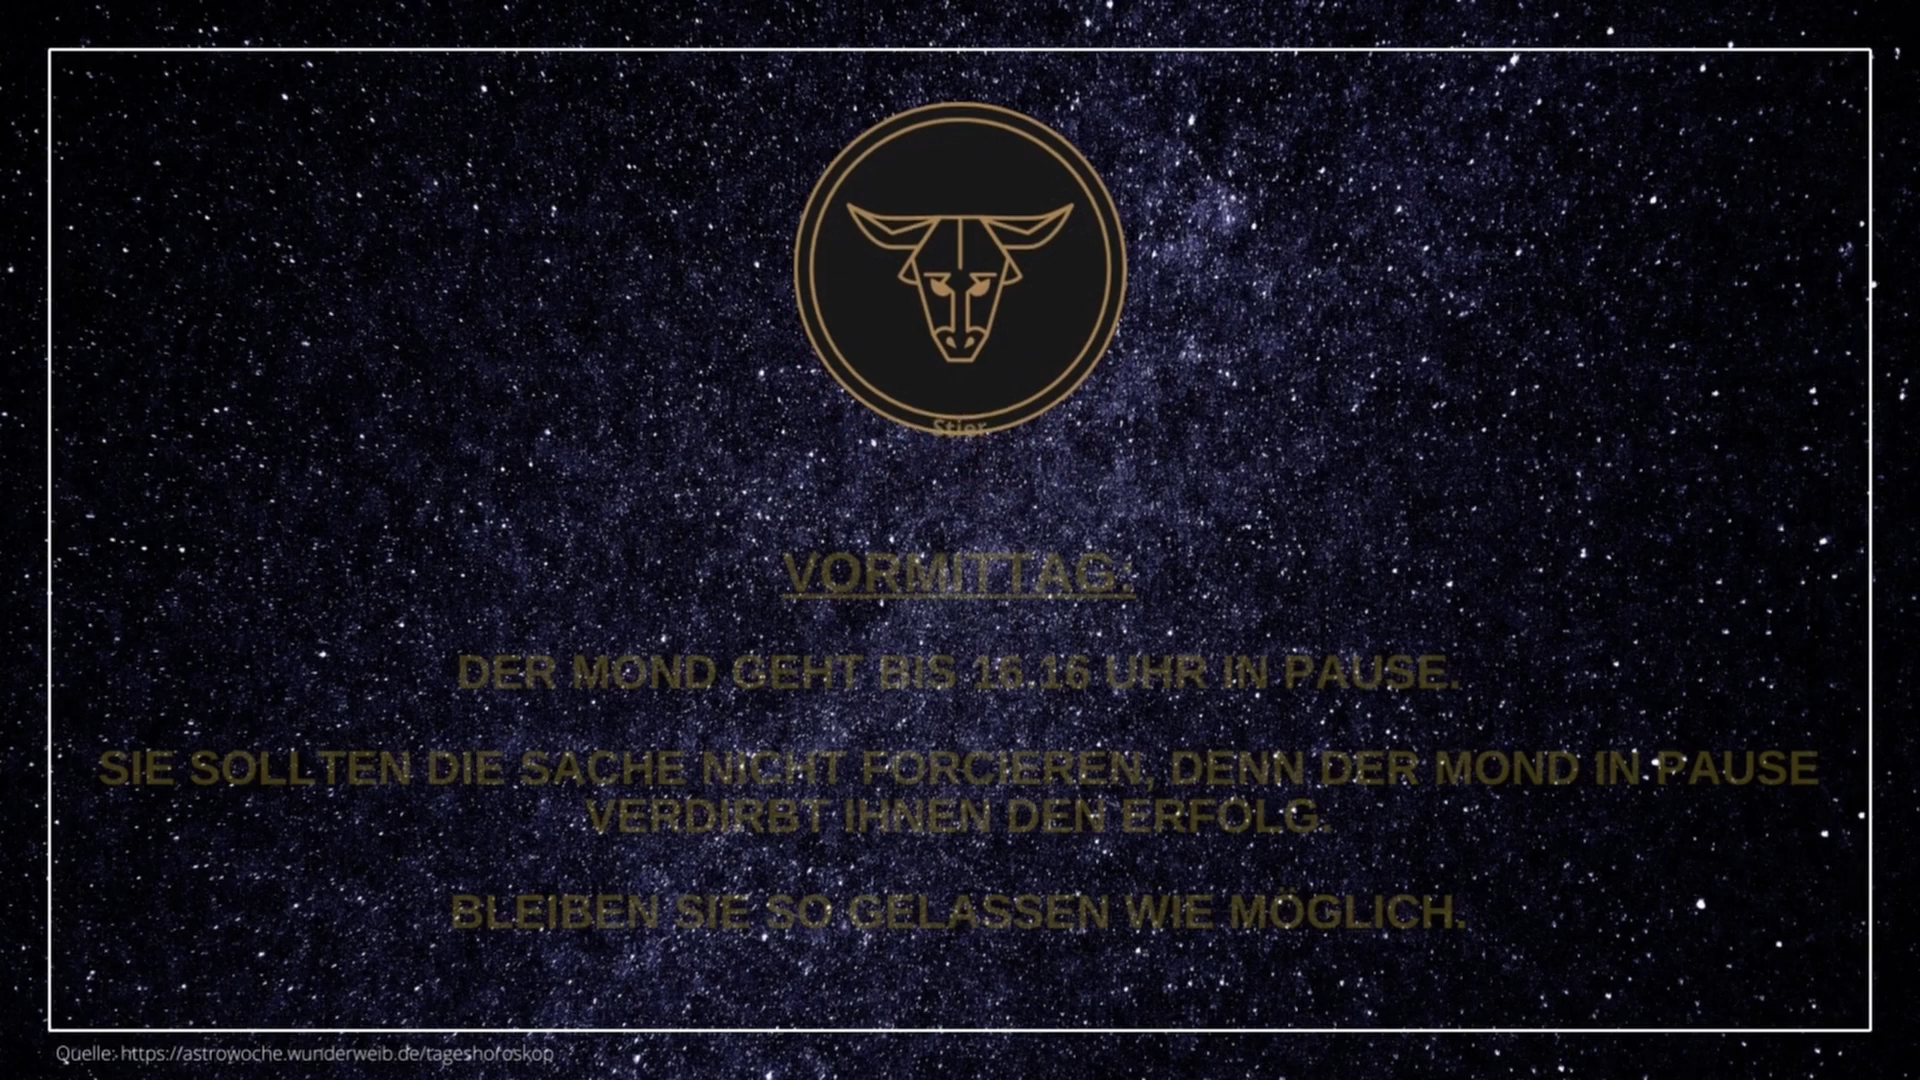 Stier
VORMITTAG:
DER MOND GEHT BIS 16.16 UHR IN PAUSE.
SIE SOLLTEN DIE SACHE NICHT FORCIEREN, DENN DER MOND IN PAUSE
VERDIRBT IHNEN DEN ERFOLG.
BLEIBEN SIE SO GELASSEN WIE MÖGLICH.
Quelle: https://astrowoche.wunderweib.de/tageshoroskop